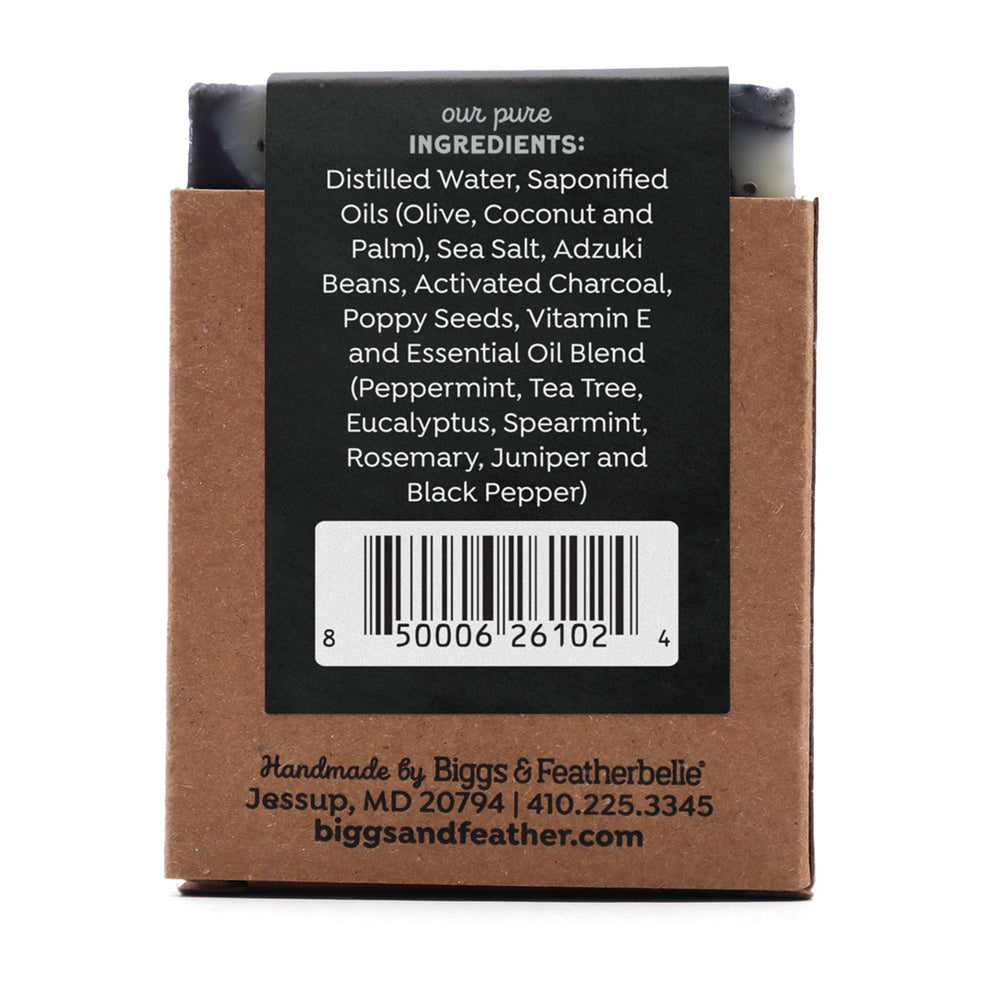 our pure
INGREDIENTS:
Distilled Water, Saponified
Oils (Olive, Coconut and
Palm), Sea Salt, Adzuki
Beans, Activated Charcoal,
Poppy Seeds, Vitamin E
and Essential Oil Blend
(Peppermint, Tea Tree,
Eucalyptus, Spearmint,
Rosemary, Juniper and
Black Pepper)
8 50006 26102 4
Handmade by Biggs & Featherbelle®
Jessup, MD 20794 | 410.225.3345
biggsandfeather.com